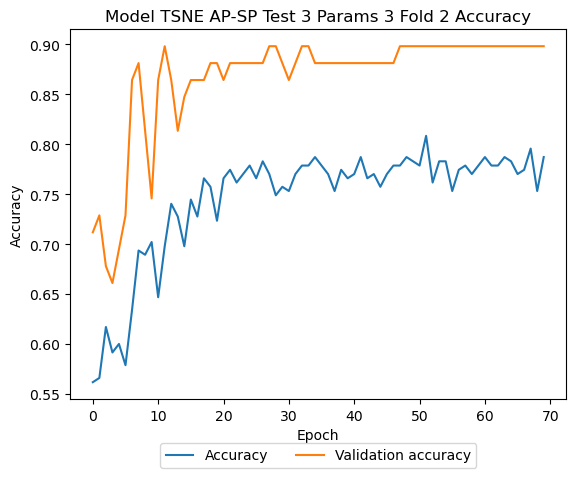 Model TSNE AP-SP Test 3 Params 3 Fold 2 Accuracy
0.90
0.85
0.80
0.75
0.70
0.65
0.60
0.55
Accuracy
0 10 20 30 40 50 60 70
Epoch
Accuracy Validation accuracy